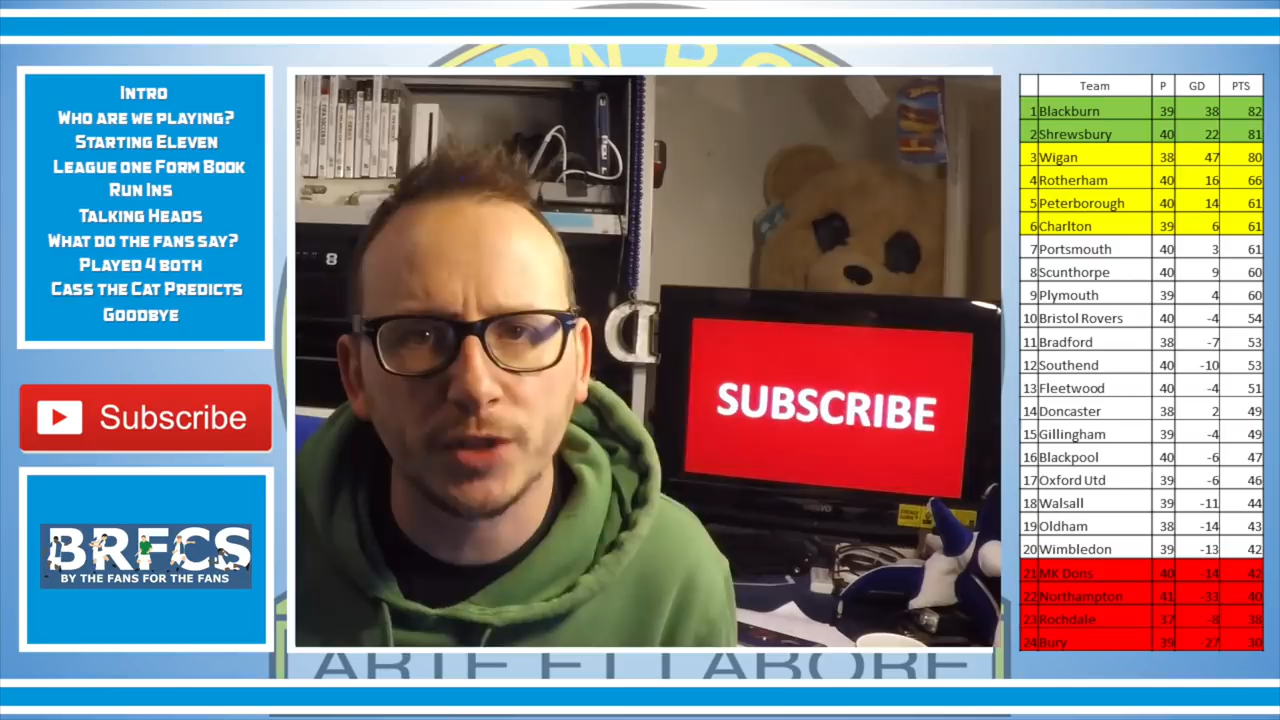 RN RO
Intro
Who are we playing?
Starting Eleven
League one Form Book
Run Ins
Talking Heads
What do the fans say?
Played 4 both
Cass the Cat Predicts
Goodbye
Subscribe
BRFCS
BY THE FANS FOR THE FANS
8
D
SUBSCRIBE
Team P GD PTS
1 Blackburn 39 38 82
2 Shrewsbury 40 22 81
3 Wigan 38 47 80
4 Rotherham 40 16 66
5 Peterborough 40 14 61
6 Charlton 39 6 61
7 Portsmouth 40 3 61
8 Scunthorpe 40 9 60
9 Plymouth 39 4 60
10 Bristol Rovers 40 -4 54
11 Bradford 38 -7 53
12 Southend 40 -10 53
13 Fleetwood 40 -4 51
14 Doncaster 38 2 49
15 Gillingham 39 -4 49
16 Blackpool 40 -6 47
17 Oxford Utd 39 -6 46
18 Walsall 39 -11 44
19 Oldham 38 -14 43
20 Wimbledon 39 -13 42
21 MK Dons 40 -14 42
22 Northampton 41 -33 40
23 Rochdale 37 -8 38
24 Bury 39 27 30
ARTE ET LABORE